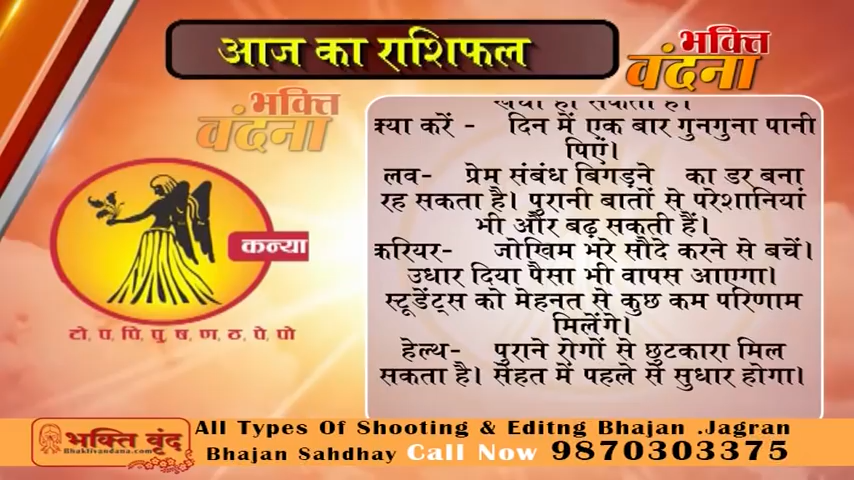 आज का राशिफल
भक्ति
वंदना
भक्ति
वंदना
क्या करें - दिन में एक बार गुनगुना पानी
पिएं।
लव- प्रेम संबंध बिगड़ने का डर बना
रह सकता है। पुरानी बातों से परेशानियां
भी और बढ़ सकती हैं।
करियर- जोखिम भरे सौदे करने से बचें।
उधार दिया पैसा भी वापस आएगा।
स्टूडेंट्स को मेहनत से कुछ कम परिणाम
मिलेंगे।
हेल्थ- पुराने रोगों से छुटकारा मिल
सकता है। सेहत में पहले से सुधार होगा।
कन्या
टो, प, पि, पु, ष, ण, ठ, पे, पो
भक्ति वृंद
Bhaktivandana.com
All Types Of Shooting & Editng Bhajan .Jagran
Bhajan Sahdhay Call Now 9870303375